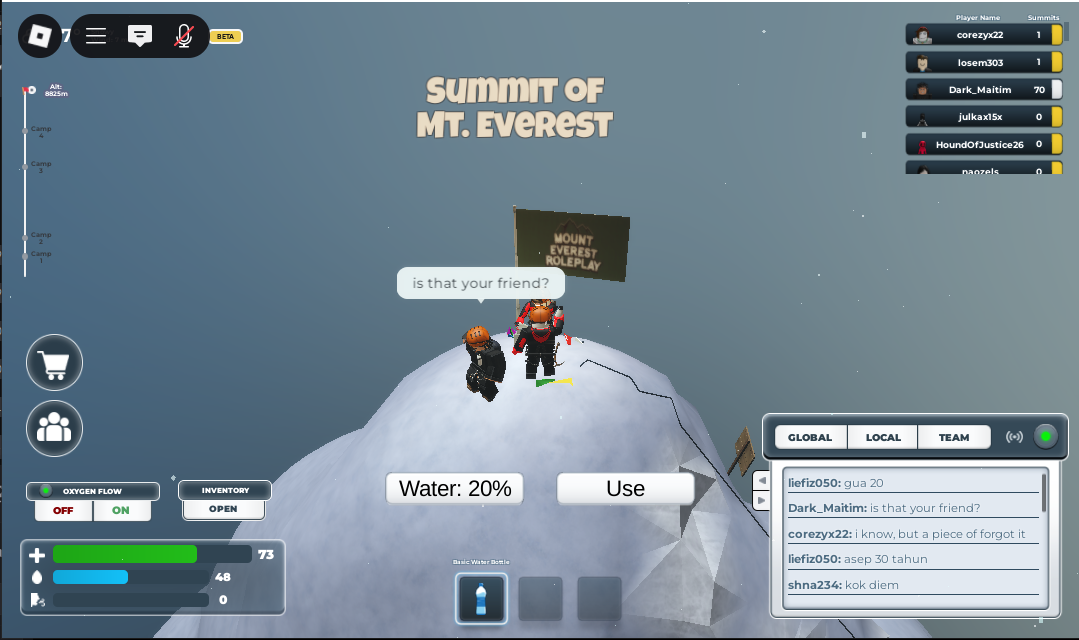 7°
BETA
Alt:
8825m
Camp
4
Camp
3
Camp
2
Camp
1
Player Name Summits
corezyx22 1
losem303 1
Dark_Maitim 70
julkax15x 0
HoundOfJustice26 0
naozels 0
SUMMIT OF
MT. EVEREST
MOUNT
EVEREST
ROLEPLAY
is that your friend?
Water: 20%
Use
OXYGEN FLOW
OFF ON
INVENTORY
OPEN
73
48
0
Basic Water Bottle
GLOBAL LOCAL TEAM
liefiz050: gua 20
Dark_Maitim: is that your friend?
corezyx22: i know, but a piece of forgot it
liefiz050: asep 30 tahun
shna234: kok diem